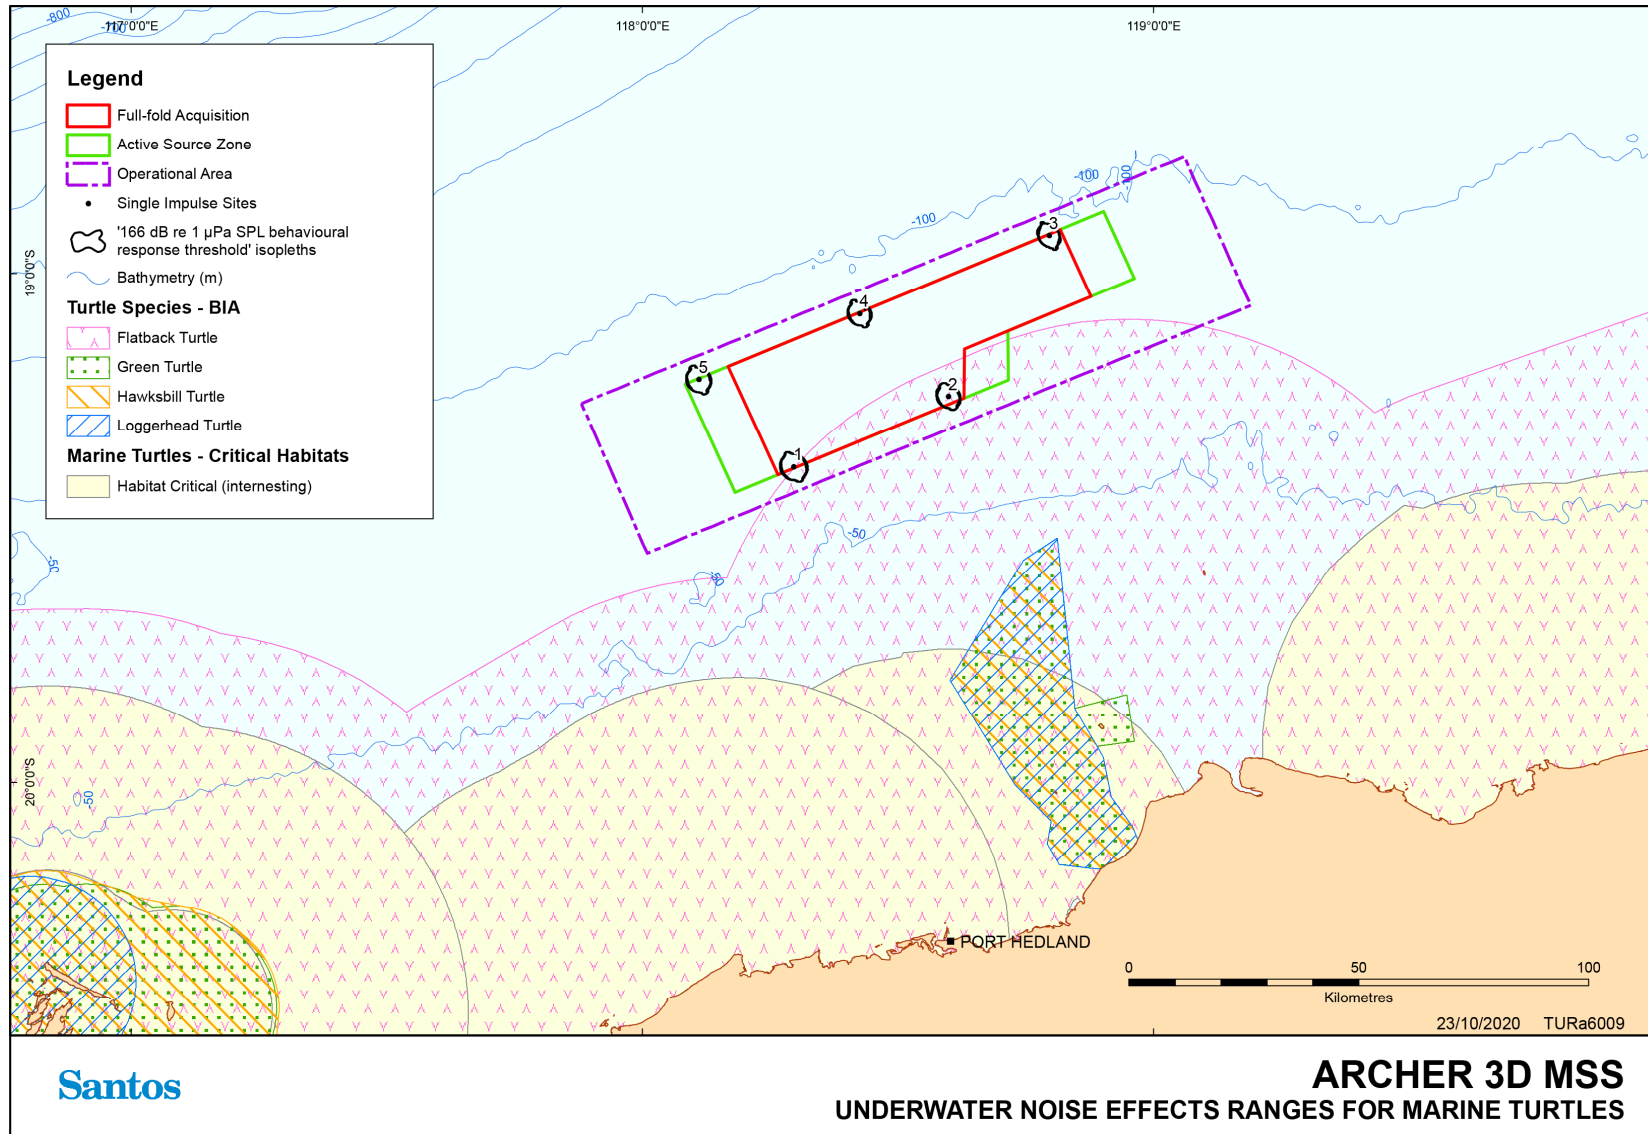 -800
-700
117°0'0"E
118°0'0"E
119°0'0"E
Legend
Full-fold Acquisition
Active Source Zone
Operational Area
Single Impulse Sites
'166 dB re 1 µPa SPL behavioural
response threshold' isopleths
Bathymetry (m)
Turtle Species - BIA
Flatback Turtle
Green Turtle
Hawksbill Turtle
Loggerhead Turtle
Marine Turtles - Critical Habitats
Habitat Critical (internesting)
19°0'0"S
20°0'0"S
-100
-100
-100
3
4
5
2
1
-50
-50
-50
-50
PORT HEDLAND
0 50 100
Kilometres
23/10/2020 TURa6009
Santos
ARCHER 3D MSS
UNDERWATER NOISE EFFECTS RANGES FOR MARINE TURTLES